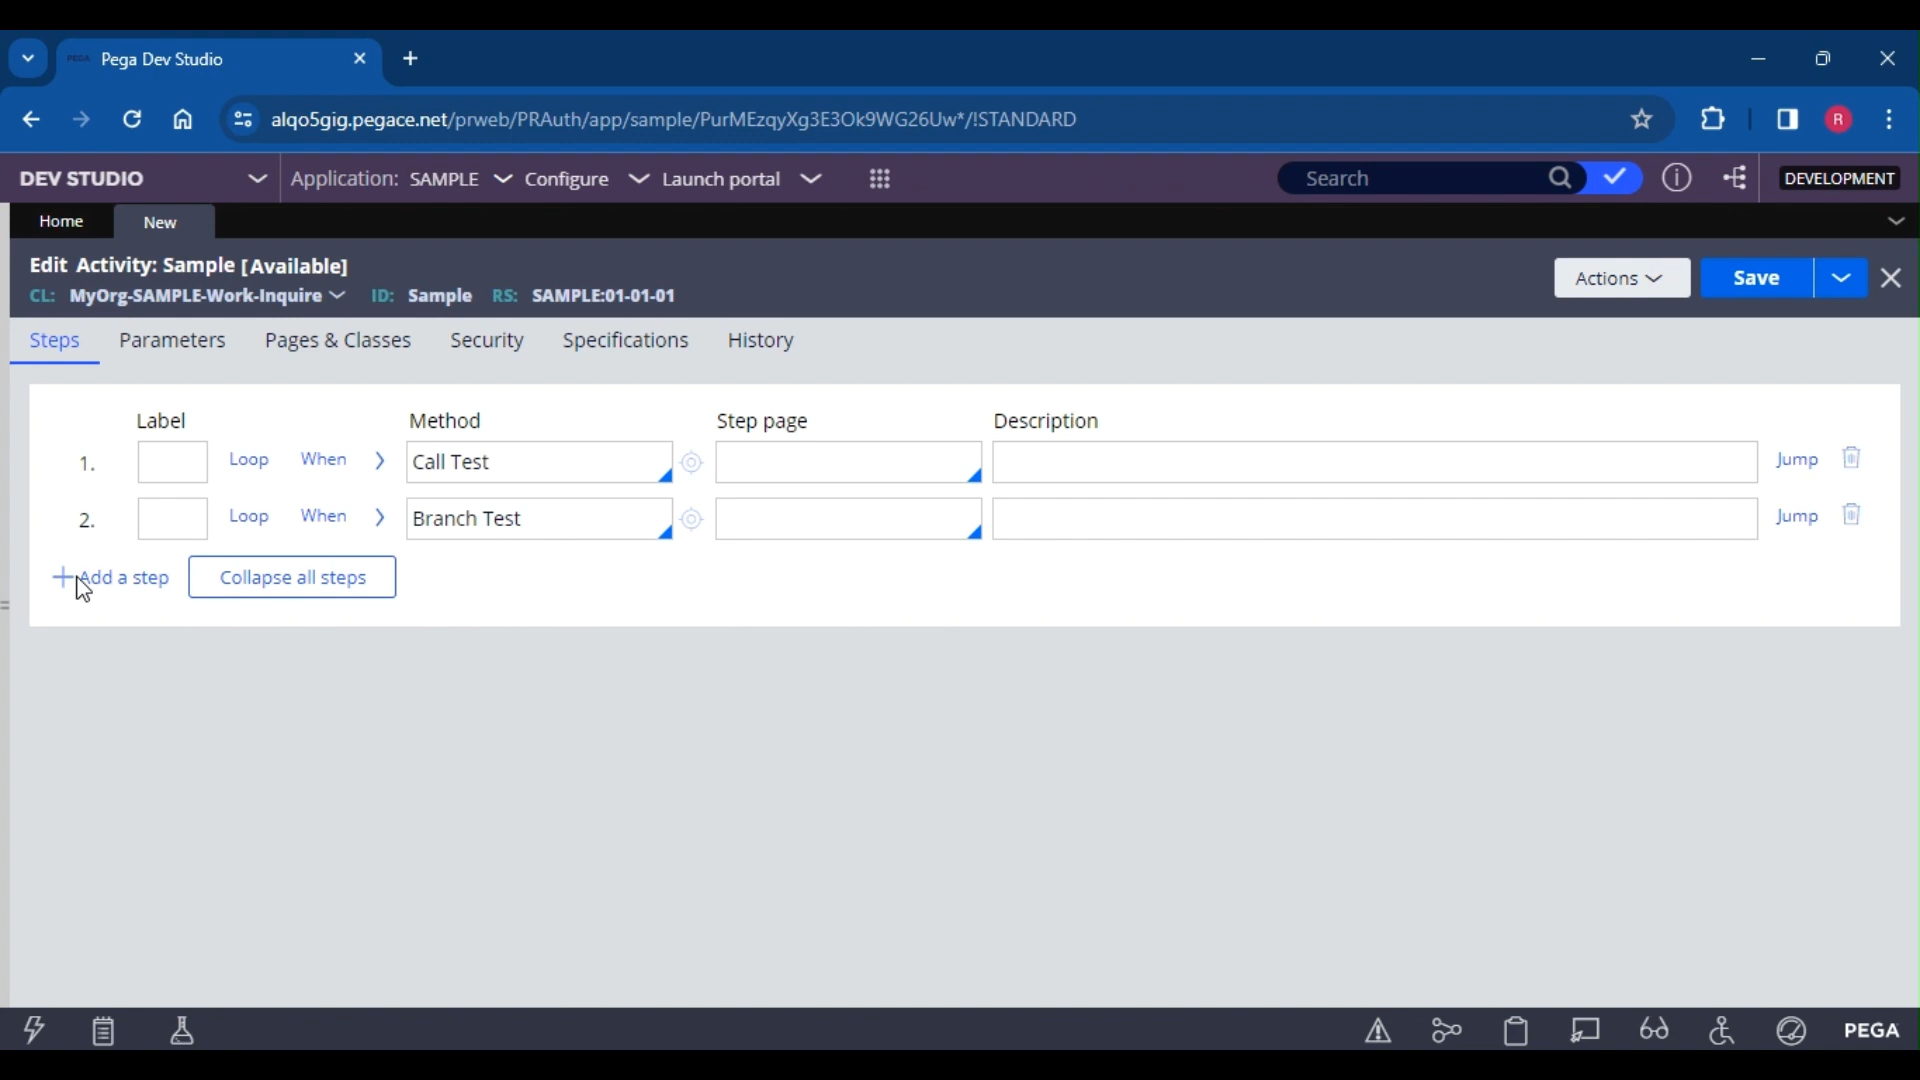 PEGA Pega Dev Studio
alqo5gig.pegace.net/prweb/PRAuth/app/sample/PurMEzqyXg3E3Ok9WG26Uw*/!STANDARD
R
DEV STUDIO Application: SAMPLE Configure Launch portal Search DEVELOPMENT
Home New
Edit Activity: Sample [Available]
CL: MyOrg-SAMPLE-Work-Inquire ID: Sample RS: SAMPLE:01-01-01
Actions Save
Steps Parameters Pages & Classes Security Specifications History
Label Method Step page Description
1. Loop When Call Test Jump
2. Loop When Branch Test Jump
Add a step Collapse all steps
PEGA